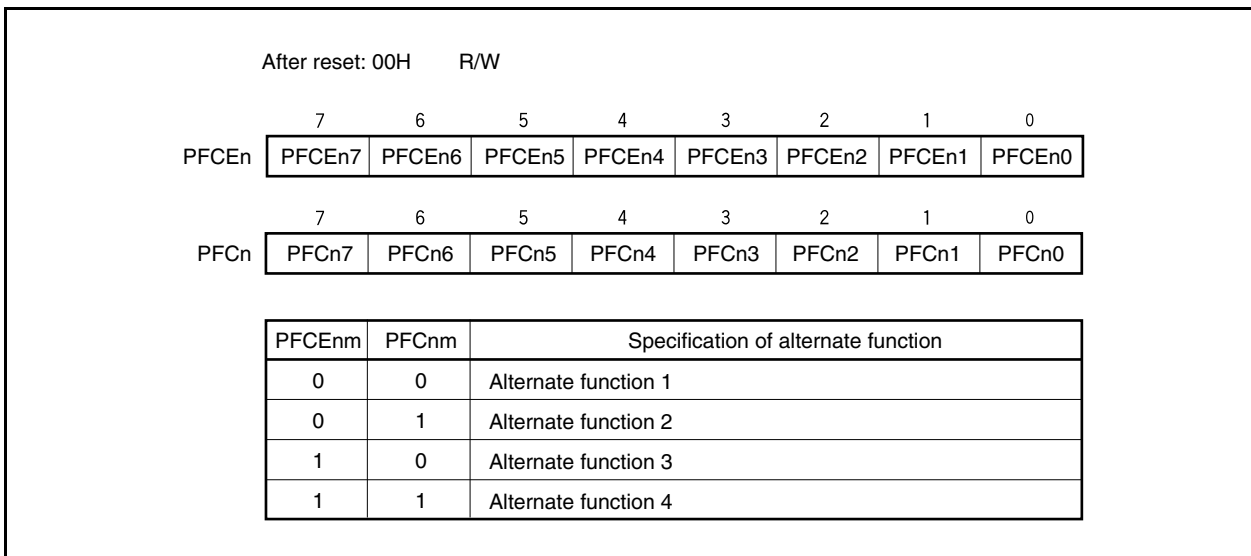 After reset: 00H R/W
7 6 5 4 3 2 1 0
PFCEn PFCEn7 PFCEn6 PFCEn5 PFCEn4 PFCEn3 PFCEn2 PFCEn1 PFCEn0
7 6 5 4 3 2 1 0
PFCn PFCn7 PFCn6 PFCn5 PFCn4 PFCn3 PFCn2 PFCn1 PFCn0
PFCEnm PFCnm Specification of alternate function
0 0 Alternate function 1
0 1 Alternate function 2
1 0 Alternate function 3
1 1 Alternate function 4